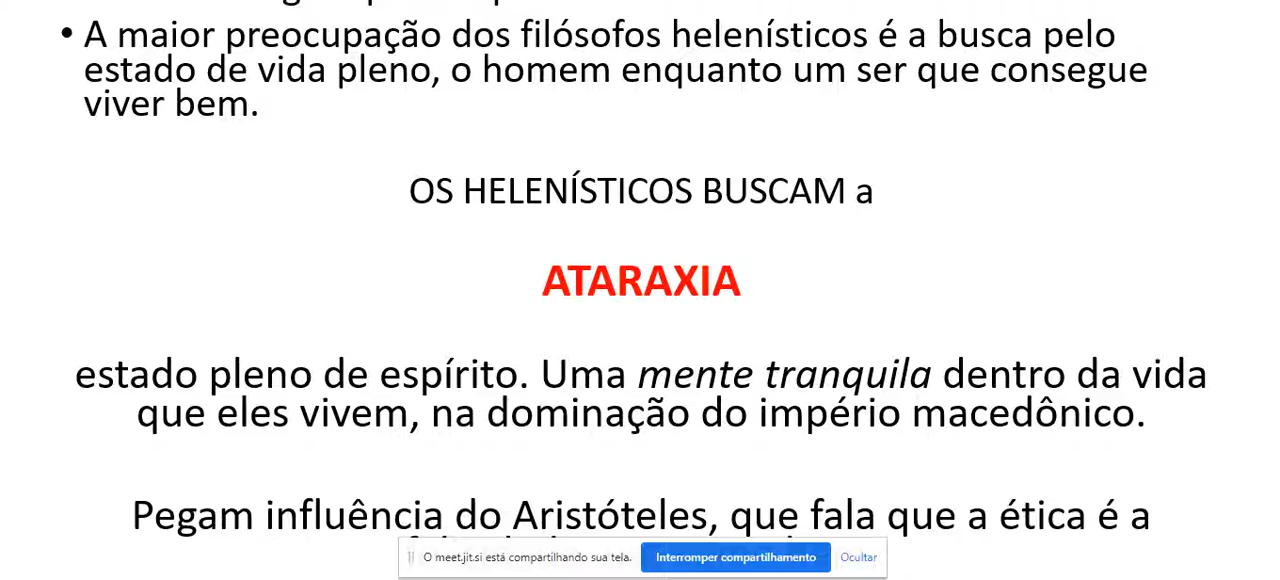 • A maior preocupação dos filósofos helenísticos é a busca pelo
estado de vida pleno, o homem enquanto um ser que consegue
viver bem.
OS HELENÍSTICOS BUSCAM a
ATARAXIA
estado pleno de espírito. Uma mente tranquila dentro da vida
que eles vivem, na dominação do império macedônico.
Pegam influência do Aristóteles, que fala que a ética é a
O meet.jit.si está compartilhando sua tela. Interromper compartilhamento Ocultar